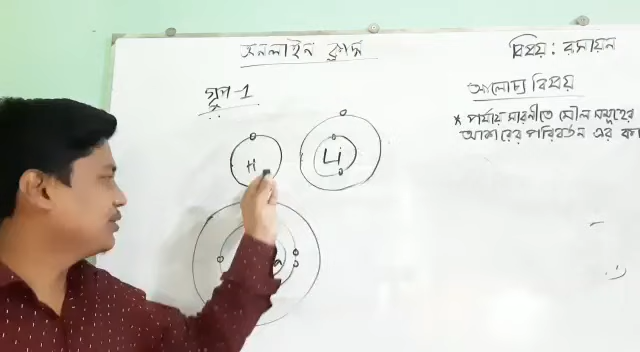 অনলাইন ক্লাস
বিষয়: রসায়ন
গ্রুপ-1
আলোচ্য বিষয়
* পর্যায় সারণীতে মৌল সমূহের
আকারের পরিবর্তন এর কা
H
Li